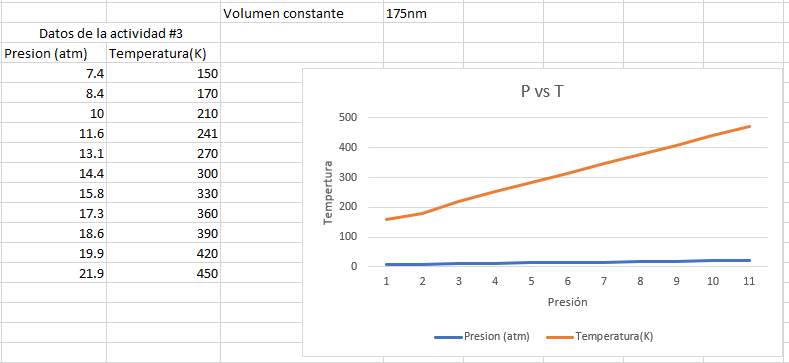 Volumen constante 175nm
Datos de la actividad #3
Presion (atm) Temperatura(K)
7.4 150
8.4 170
10 210
11.6 241
13.1 270
14.4 300
15.8 330
17.3 360
18.6 390
19.9 420
21.9 450
P vs T
500
400
300
200
100
0
Tempertura
1 2 3 4 5 6 7 8 9 10 11
Presión
Presion (atm) Temperatura(K)